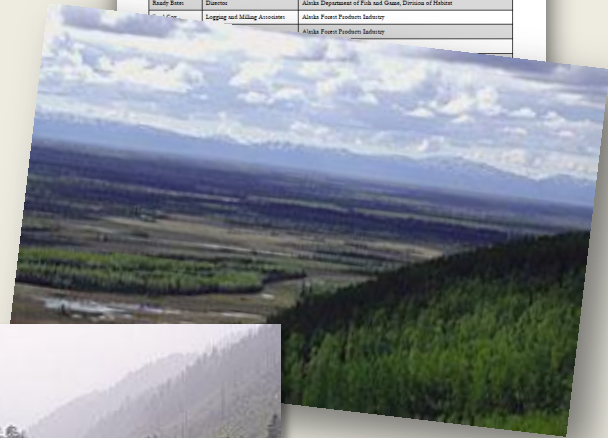 Randy Bates Director Alaska Department of Fish and Game, Division of Habitat
Logging and Milling Associates Alaska Forest Products Industry
Alaska Forest Products Industry